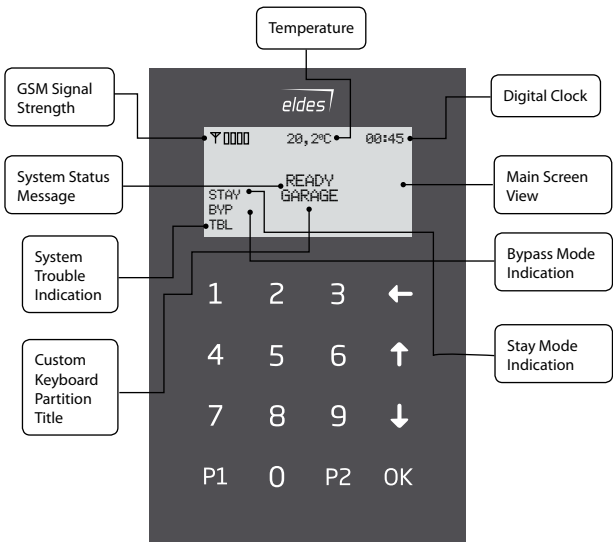 Temperature
GSM Signal
Strength
eldes
Digital Clock
20,2°C
00:45
System Status
Message
READY
GARAGE
STAY
BYP
TBL
Main Screen
View
System
Trouble
Indication
Bypass Mode
Indication
1 2 3 ←
Custom
Keyboard
Partition
Title
4 5 6 ↑
Stay Mode
Indication
7 8 9 ↓
P1 0 P2 OK